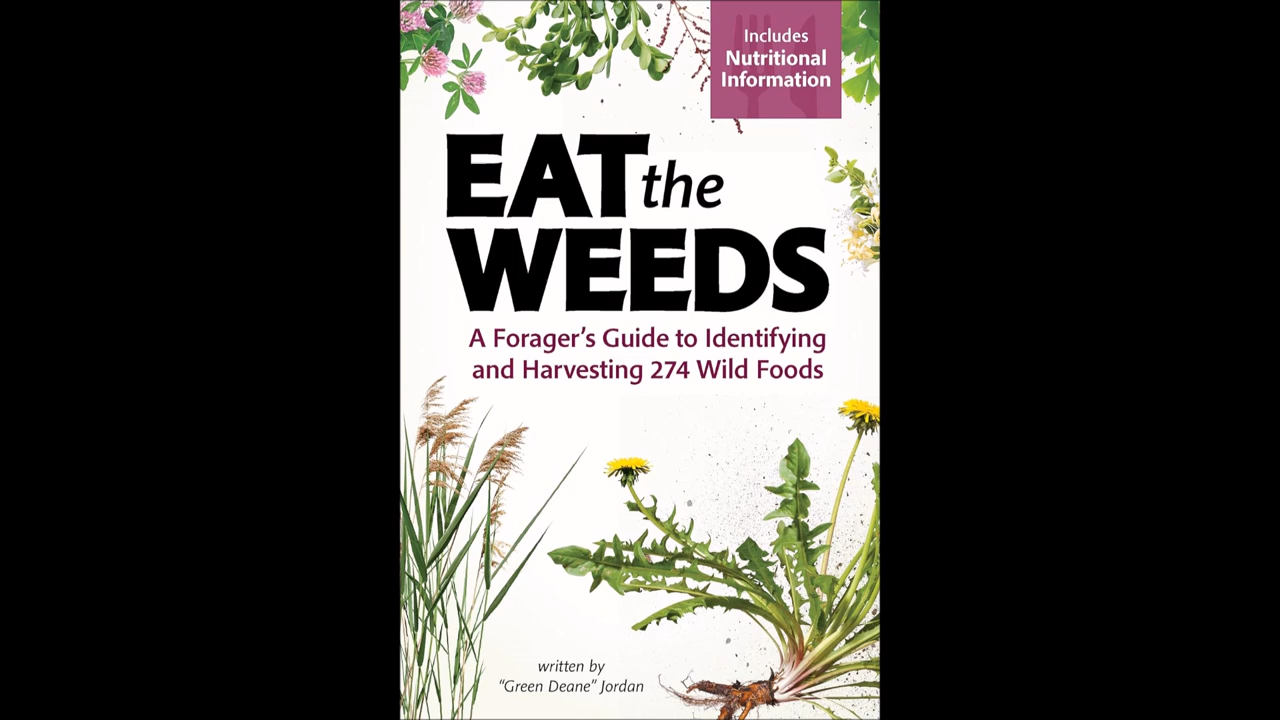 Includes
Nutritional
Information
EAT the
WEEDS
A Forager’s Guide to Identifying
and Harvesting 274 Wild Foods
written by
“Green Deane” Jordan